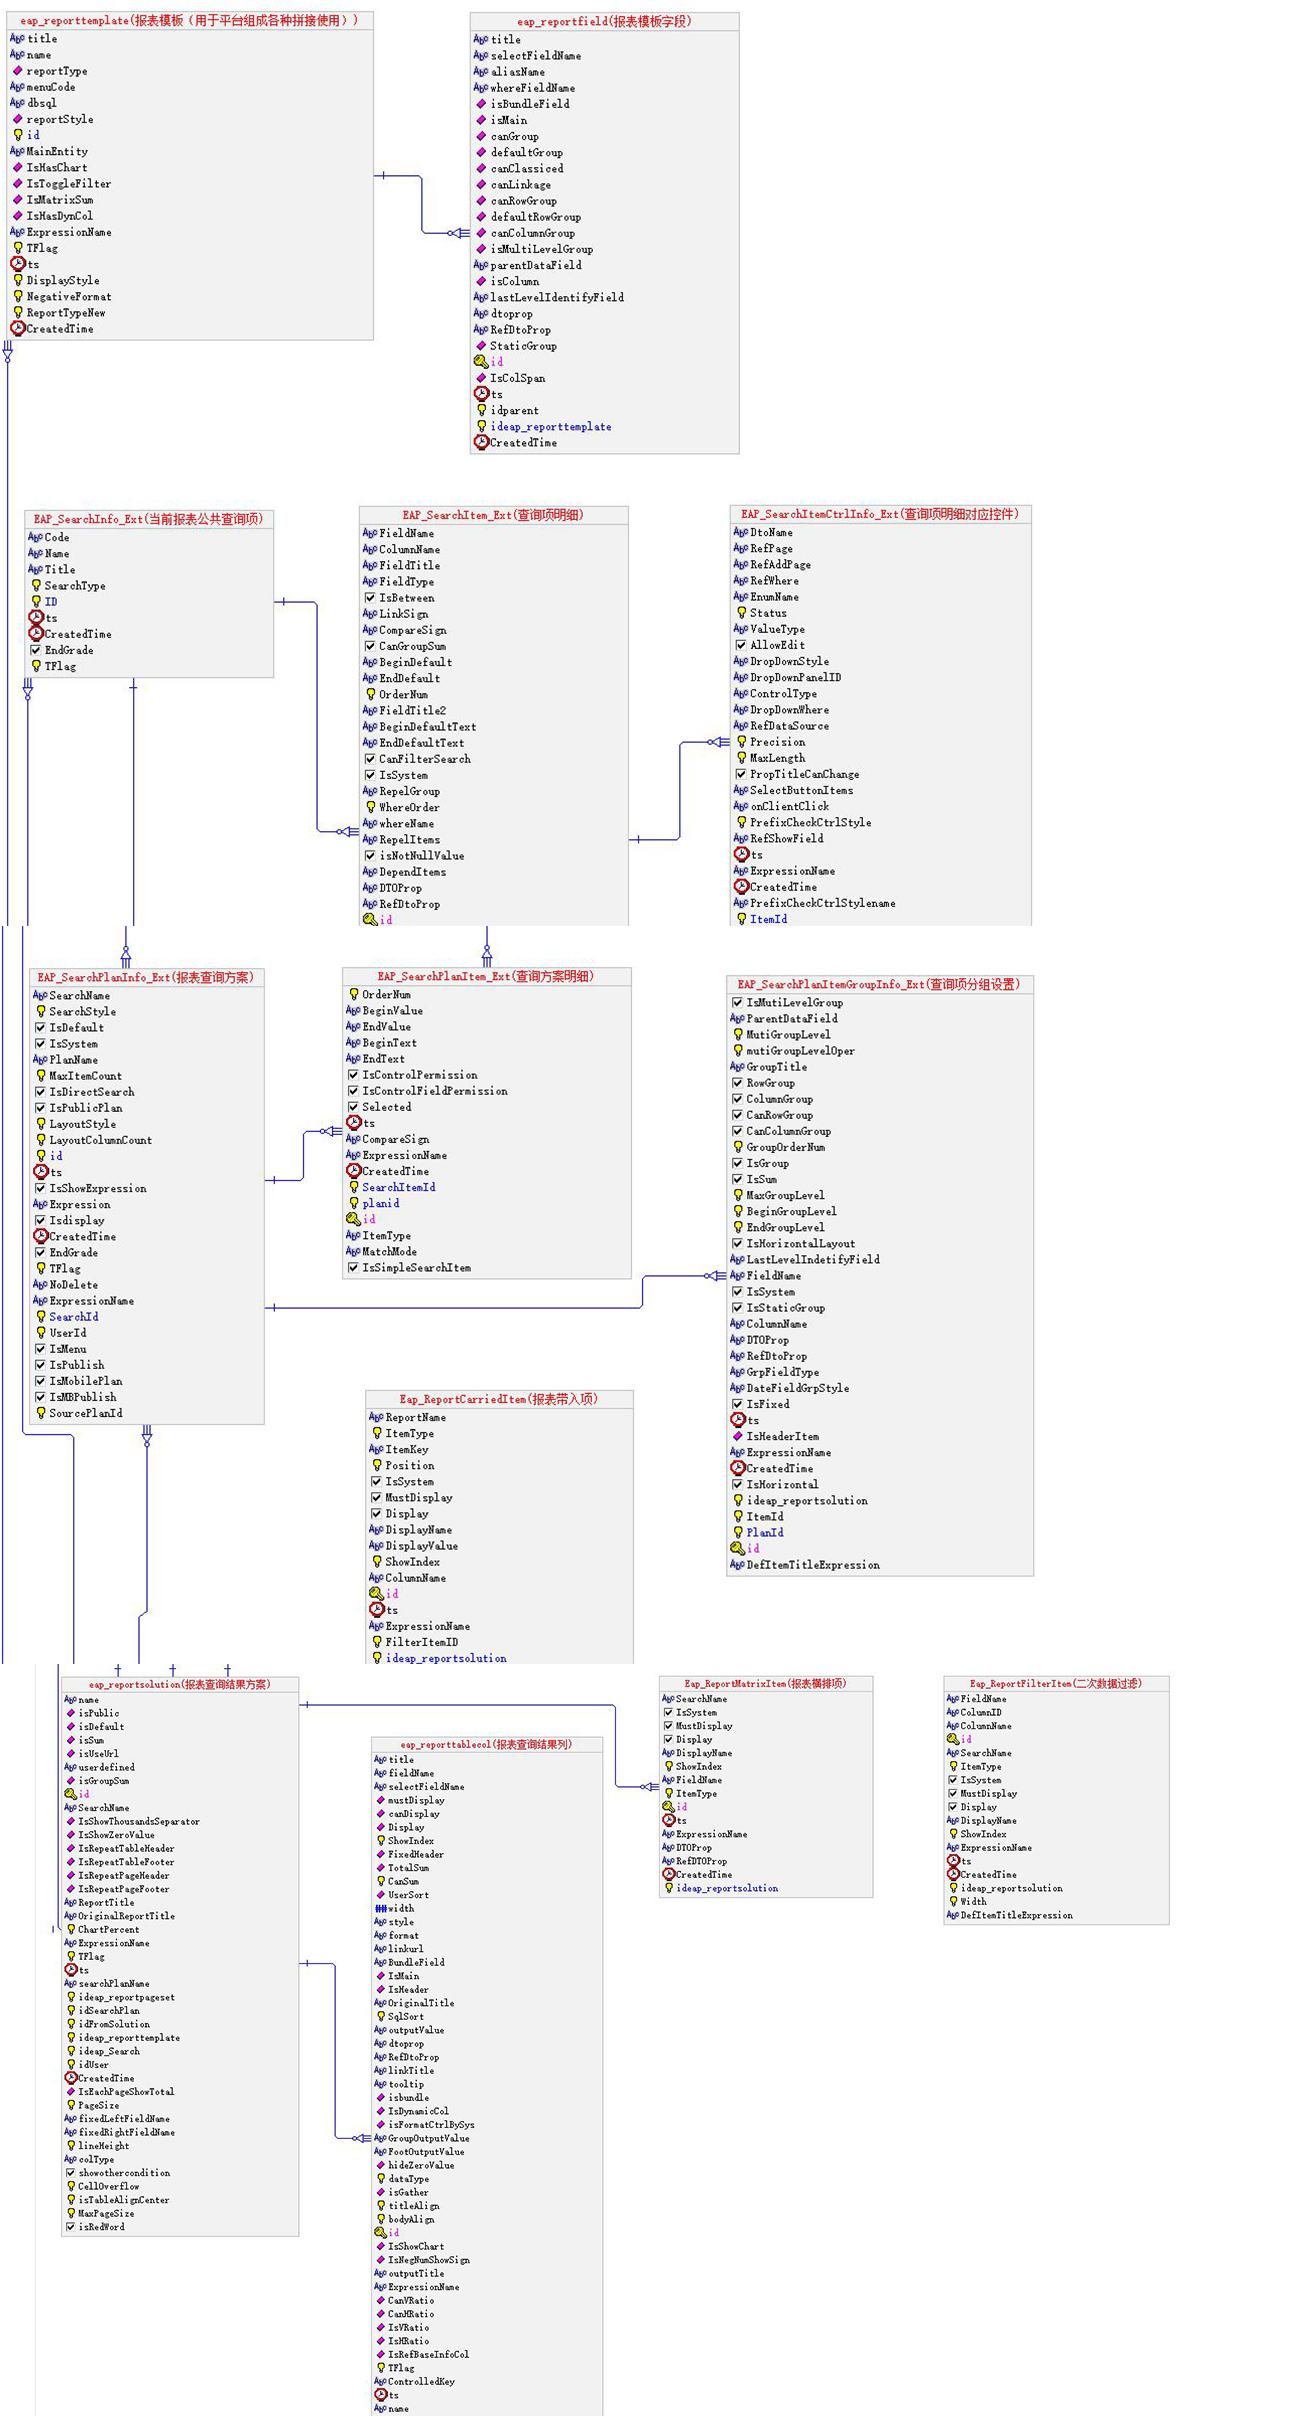 eap_reporttemplate(报表模板（用于平台组成各种拼接使用）)
title
name
reportType
menuCode
dbsql
reportStyle
id
MainEntity
IsHasChart
IsToggleFilter
IsMatrixSum
IsHasDynCol
ExpressionName
TFlag
ts
DisplayStyle
NegativeFormat
ReportTypeNew
CreatedTime
eap_reportfield(报表模板字段)
title
selectFieldName
aliasName
whereFieldName
isBundleField
isMain
canGroup
defaultGroup
canClassiced
canLinkage
canRowGroup
defaultRowGroup
canColumnGroup
isMultiLevelGroup
parentDataField
isColumn
lastLevelIdentifyField
dtoprop
RefDtoProp
StaticGroup
id
IsColSpan
ts
idparent
ideap_reporttemplate
CreatedTime
EAP_SearchInfo_Ext(当前报表公共查询项)
Code
Name
Title
SearchType
ID
ts
CreatedTime
EndGrade
TFlag
EAP_SearchItem_Ext(查询项明细)
FieldName
ColumnName
FieldTitle
FieldType
IsBetween
LinkSign
CompareSign
CanGroupSum
BeginDefault
EndDefault
OrderNum
FieldTitle2
BeginDefaultText
EndDefaultText
CanFilterSearch
IsSystem
RepelGroup
WhereOrder
whereName
RepelItems
isNotNullValue
DependItems
DTOProp
RefDtoProp
id
EAP_SearchItemCtrlInfo_Ext(查询项明细对应控件)
DtoName
RefPage
RefAddPage
RefWhere
EnumName
Status
ValueType
AllowEdit
DropDownStyle
DropDownPanelID
ControlType
DropDownWhere
RefDataSource
Precision
MaxLength
PropTitleCanChange
SelectButtonItems
onClientClick
PrefixCheckCtrlStyle
RefShowField
ts
ExpressionName
CreatedTime
PrefixCheckCtrlStylename
ItemId
EAP_SearchPlanInfo_Ext(报表查询方案)
SearchName
SearchStyle
IsDefault
IsSystem
PlanName
MaxItemCount
IsDirectSearch
IsPublicPlan
LayoutStyle
LayoutColumnCount
id
ts
IsShowExpression
Expression
Isdisplay
CreatedTime
EndGrade
TFlag
NoDelete
ExpressionName
SearchId
UserId
IsMenu
IsPublish
IsMobilePlan
IsMBPublish
SourcePlanId
EAP_SearchPlanItem_Ext(查询方案明细)
OrderNum
BeginValue
EndValue
BeginText
EndText
IsControlPermission
IsControlFieldPermission
Selected
ts
CompareSign
ExpressionName
CreatedTime
SearchItemId
planid
id
ItemType
MatchMode
IsSimpleSearchItem
EAP_SearchPlanItemGroupInfo_Ext(查询项分组设置)
IsMutiLevelGroup
ParentDataField
MutiGroupLevel
mutiGroupLevelOper
GroupTitle
RowGroup
ColumnGroup
CanRowGroup
CanColumnGroup
GroupOrderNum
IsGroup
IsSum
MaxGroupLevel
BeginGroupLevel
EndGroupLevel
IsHorizontalLayout
LastLevelIndetifyField
FieldName
IsSystem
IsStaticGroup
ColumnName
DTOProp
RefDtoProp
GrpFieldType
DateFieldGrpStyle
IsFixed
ts
IsHeaderItem
ExpressionName
CreatedTime
IsHorizontal
ideap_reportsolution
ItemId
PlanId
id
DefItemTitleExpression
Eap_ReportCarriedItem(报表带入项)
ReportName
ItemType
ItemKey
Position
IsSystem
MustDisplay
Display
DisplayName
DisplayValue
ShowIndex
ColumnName
id
ts
ExpressionName
FilterItemID
ideap_reportsolution
eap_reportsolution(报表查询结果方案)
name
isPublic
isDefault
isSum
isUseUrl
userdefined
isGroupSum
id
SearchName
IsShowThousandsSeparator
IsShowZeroValue
IsRepeatTableHeader
IsRepeatTableFooter
IsRepeatPageHeader
IsRepeatPageFooter
ReportTitle
OriginalReportTitle
ChartPercent
ExpressionName
TFlag
ts
searchPlanName
ideap_reportpageset
idSearchPlan
idFromSolution
ideap_reporttemplate
ideap_Search
idUser
CreatedTime
IsEachPageShowTotal
PageSize
fixedLeftFieldName
fixedRightFieldName
lineHeight
colType
showothercondition
CellOverflow
isTableAlignCenter
MaxPageSize
isRedWord
eap_reporttablecol(报表查询结果列)
title
fieldName
selectFieldName
mustDisplay
canDisplay
Display
ShowIndex
FixedHeader
TotalSum
CanSum
UserSort
width
style
format
linkurl
BundleField
IsMain
IsHeader
OriginalTitle
SqlSort
outputValue
dtoprop
RefDtoProp
linkTitle
tooltip
isbundle
IsDynamicCol
isFormatCtrlBySys
GroupOutputValue
FootOutputValue
hideZeroValue
dataType
isGather
titleAlign
bodyAlign
id
IsShowChart
IsNegNumShowSign
outputTitle
ExpressionName
CanVRatio
CanHRatio
IsVRatio
IsHRatio
IsRefBaseInfoCol
TFlag
ControlledKey
ts
name
Eap_ReportMatrixItem(报表横排项)
SearchName
IsSystem
MustDisplay
Display
DisplayName
ShowIndex
FieldName
ItemType
id
ts
ExpressionName
DTOProp
RefDTOProp
CreatedTime
ideap_reportsolution
Eap_ReportFilterItem(二次数据过滤)
FieldName
ColumnID
ColumnName
id
SearchName
ItemType
IsSystem
MustDisplay
Display
DisplayName
ShowIndex
ExpressionName
ts
CreatedTime
ideap_reportsolution
Width
DefItemTitleExpression